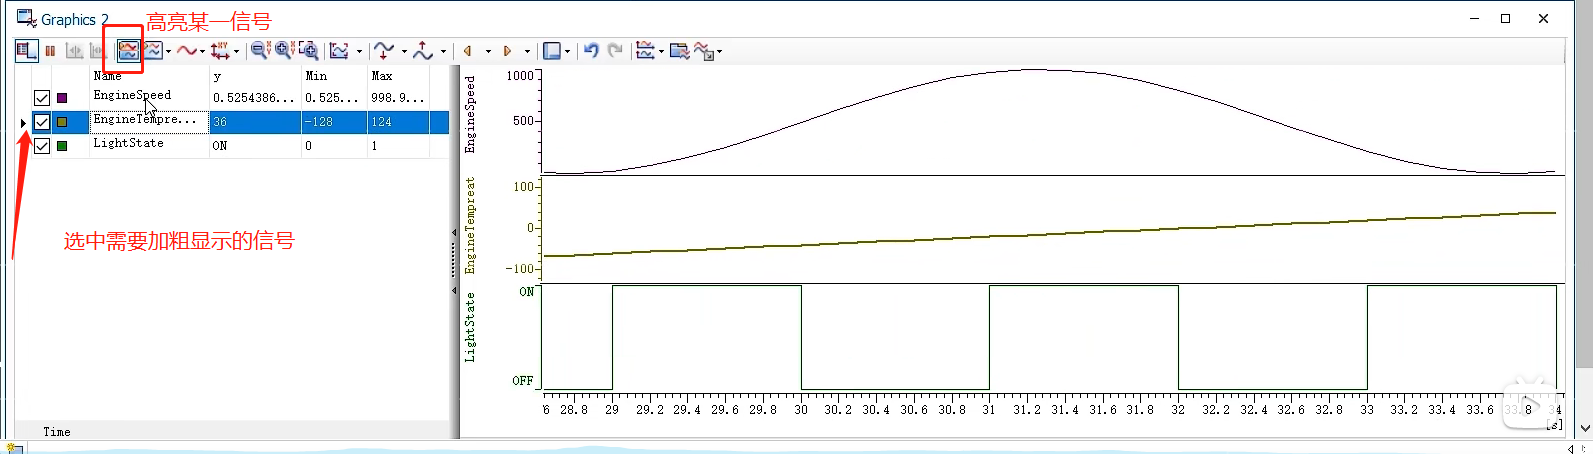 Graphics 2
高亮某一信号
Name y Min Max
EngineSpeed 0.5254386... 0.525... 998.9...
EngineTempre... 36 -128 124
LightState ON 0 1
选中需要加粗显示的信号
Time
EngineSpeed
1000
500
EngineTempreat
100
0
-100
LightState
ON
OFF
28.8 29 29.2 29.4 29.6 29.8 30 30.2 30.4 30.6 30.8 31 31.2 31.4 31.6 31.8 32 32.2 32.4 32.6 32.8 33 33.2 33.4 33.6 33.8 34
[s]